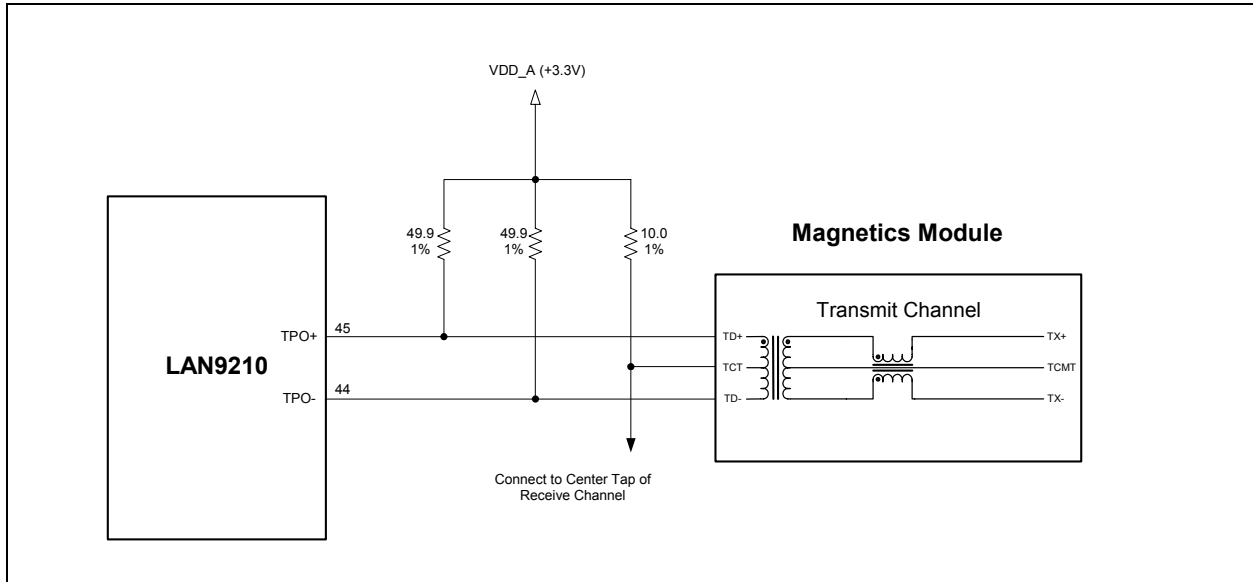 VDD_A (+3.3V)
49.9
1%
49.9
1%
10.0
1%
Magnetics Module
Transmit Channel
TPO+
45
TD+
TX+
LAN9210
TCT
TCMT
TPO-
44
TD-
TX-
Connect to Center Tap of
Receive Channel